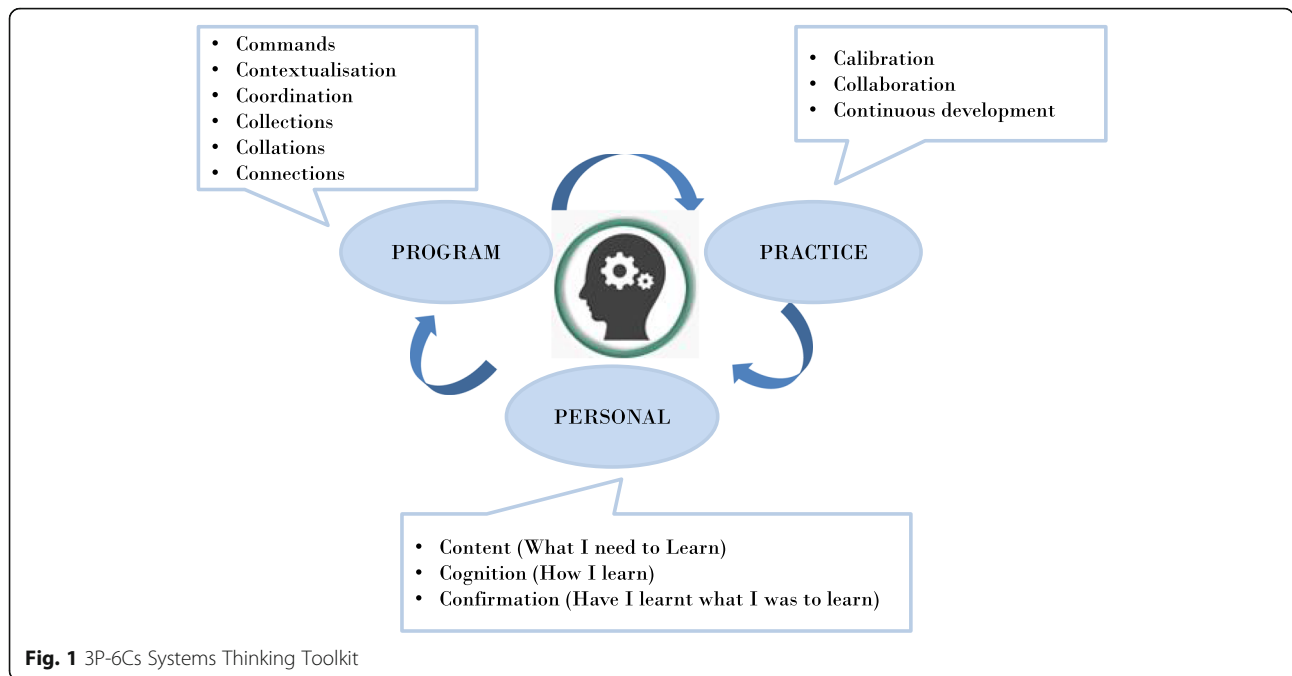 • Commands
• Contextualisation
• Coordination
• Collections
• Collations
• Connections
• Calibration
• Collaboration
• Continuous development
PROGRAM
PRACTICE
PERSONAL
• Content (What I need to Learn)
• Cognition (How I learn)
• Confirmation (Have I learnt what I was to learn)
Fig. 1 3P-6Cs Systems Thinking Toolkit